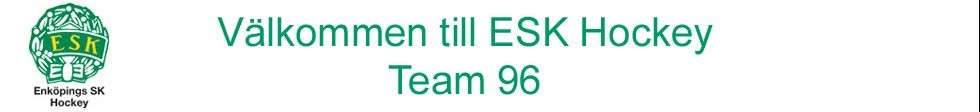 ESK
Enköpings SK
Hockey
Välkommen till ESK Hockey
Team 96